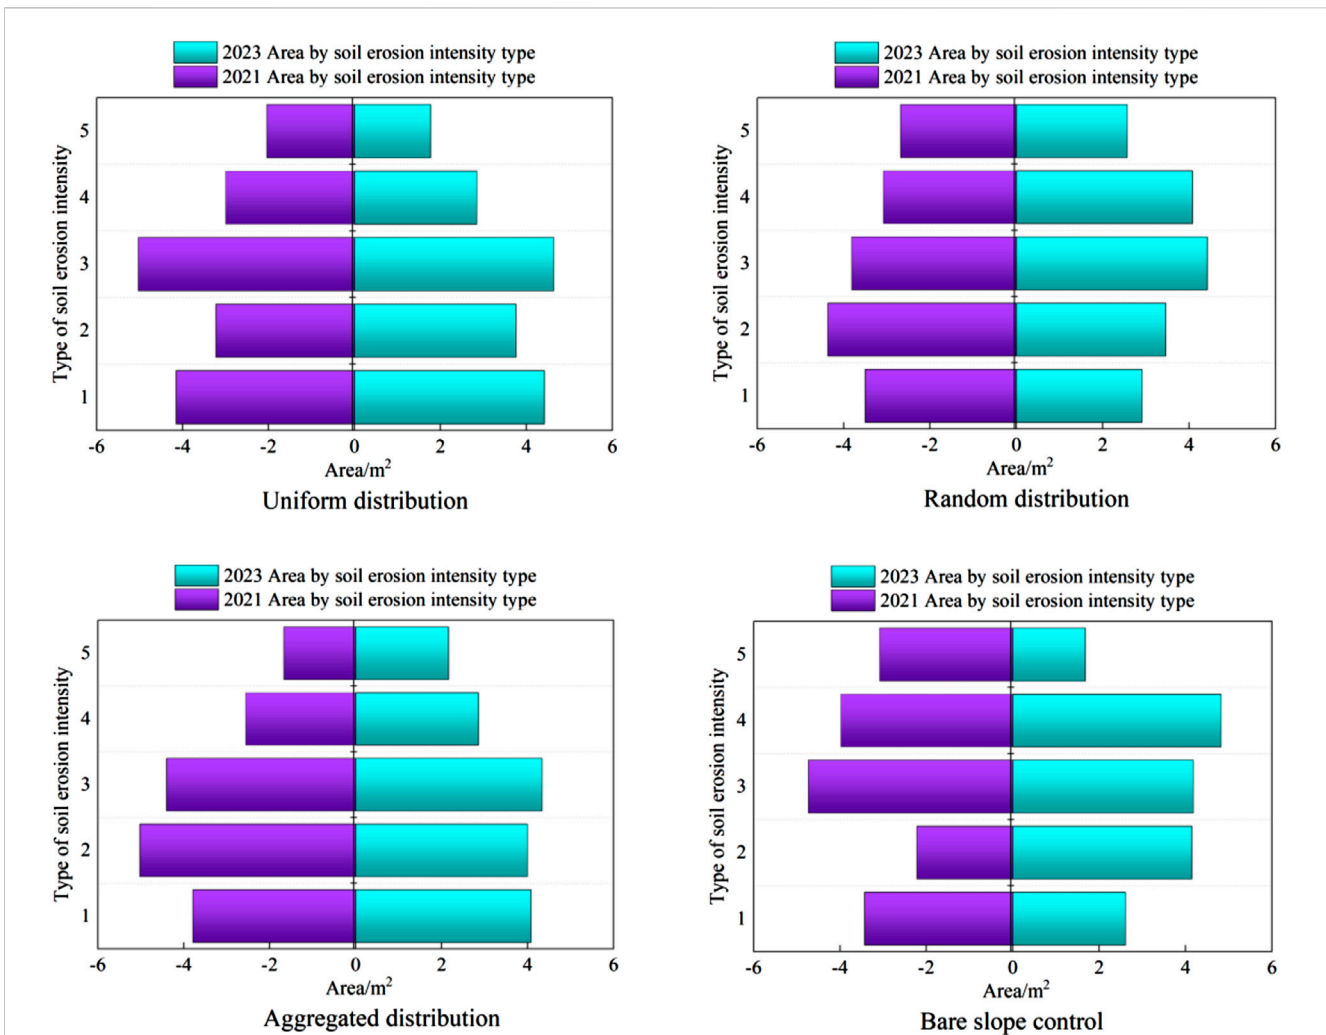 2023 Area by soil erosion intensity type
2021 Area by soil erosion intensity type
Type of soil erosion intensity
5
4
3
2
1
-6 -4 -2 0 2 4 6
Area/m²
Uniform distribution
2023 Area by soil erosion intensity type
2021 Area by soil erosion intensity type
Type of soil erosion intensity
5
4
3
2
1
-6 -4 -2 0 2 4 6
Area/m²
Random distribution
2023 Area by soil erosion intensity type
2021 Area by soil erosion intensity type
Type of soil erosion intensity
5
4
3
2
1
-6 -4 -2 0 2 4 6
Area/m²
Aggregated distribution
2023 Area by soil erosion intensity type
2021 Area by soil erosion intensity type
Type of soil erosion intensity
5
4
3
2
1
-6 -4 -2 0 2 4 6
Area/m²
Bare slope control